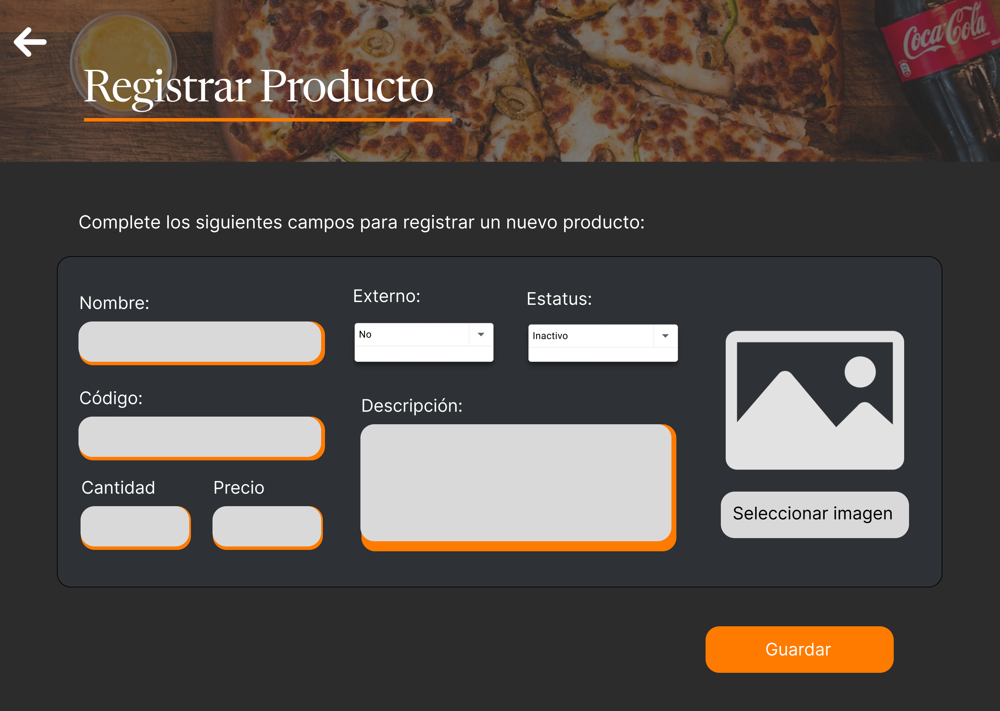 Coca-Cola
Registrar Producto
Complete los siguientes campos para registrar un nuevo producto:
Nombre:
Externo:
Estatus:
No
Inactivo
Código:
Descripción:
Cantidad
Precio
Seleccionar imagen
Guardar